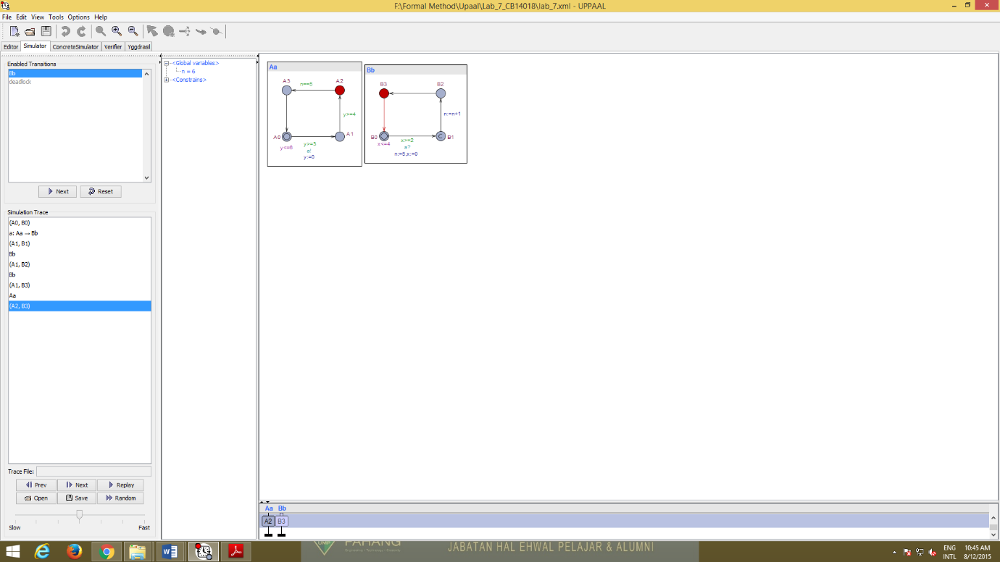 F:\Formal Method\Upaal\Lab_7_CB14018\lab_7.xml - UPPAAL
File Edit View Tools Options Help
Editor Simulator ConcreteSimulator Verifier Yggdrasil
Enabled Transitions
Bb
deadlock
Next Reset
Simulation Trace
(A0, B0)
a: Aa → Bb
(A1, B1)
Bb
(A1, B2)
Bb
(A1, B3)
Aa
(A2, B3)
Trace File:
Prev Next Replay
Open Save Random
Slow Fast
<Global variables>
n = 6
<Constrains>
Aa
A3 A2
n==5
y>=4
A0 A1
y<=6 y>=3
a!
y:=0
Bb
B3 B2
n:=n+1
B0 C B1
x<=4 x>=2
a?
n:=5,x:=0
Aa Bb
A2 B3
UMP PAHANG
JABATAN HAL EHWAL PELAJAR & ALUMNI
ENG 10:45 AM
INTL 8/12/2015